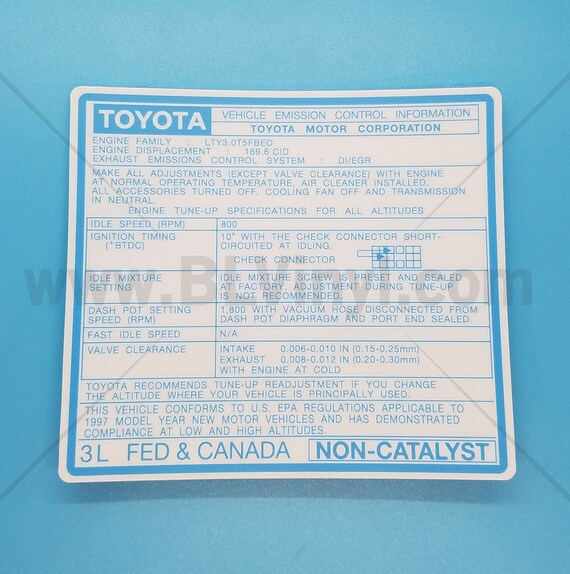 TOYOTA
VEHICLE EMISSION CONTROL INFORMATION
TOYOTA MOTOR CORPORATION
ENGINE FAMILY : LTY3.0T5FBEO
ENGINE DISPLACEMENT : 169.6 CID
EXHAUST EMISSIONS CONTROL SYSTEM : DI/EGR
MAKE ALL ADJUSTMENTS (EXCEPT VALVE CLEARANCE) WITH ENGINE
AT NORMAL OPERATING TEMPERATURE, AIR CLEANER INSTALLED,
ALL ACCESSORIES TURNED OFF, COOLING FAN OFF AND TRANSMISSION
IN NEUTRAL.
ENGINE TUNE-UP SPECIFICATIONS FOR ALL ALTITUDES
IDLE SPEED (RPM) 800
IGNITION TIMING 10° WITH THE CHECK CONNECTOR SHORT-
(°BTDC) CIRCUITED AT IDLING.
CHECK CONNECTOR
IDLE MIXTURE IDLE MIXTURE SCREW IS PRESET AND SEALED
SETTING AT FACTORY. ADJUSTMENT DURING TUNE-UP
IS NOT RECOMMENDED.
DASH POT SETTING 1,800 WITH VACUUM HOSE DISCONNECTED FROM
SPEED (RPM) DASH POT DIAPHRAGM AND PORT END SEALED.
FAST IDLE SPEED N/A
VALVE CLEARANCE INTAKE 0.006-0.010 IN (0.15-0.25mm)
EXHAUST 0.008-0.012 IN (0.20-0.30mm)
WITH ENGINE AT COLD
TOYOTA RECOMMENDS TUNE-UP READJUSTMENT IF YOU CHANGE
THE ALTITUDE WHERE YOUR VEHICLE IS PRINCIPALLY USED.
THIS VEHICLE CONFORMS TO U.S. EPA REGULATIONS APPLICABLE TO
1997 MODEL YEAR NEW MOTOR VEHICLES AND HAS DEMONSTRATED
COMPLIANCE AT LOW AND HIGH ALTITUDES.
3L FED & CANADA NON-CATALYST
www.BLVinyl.com